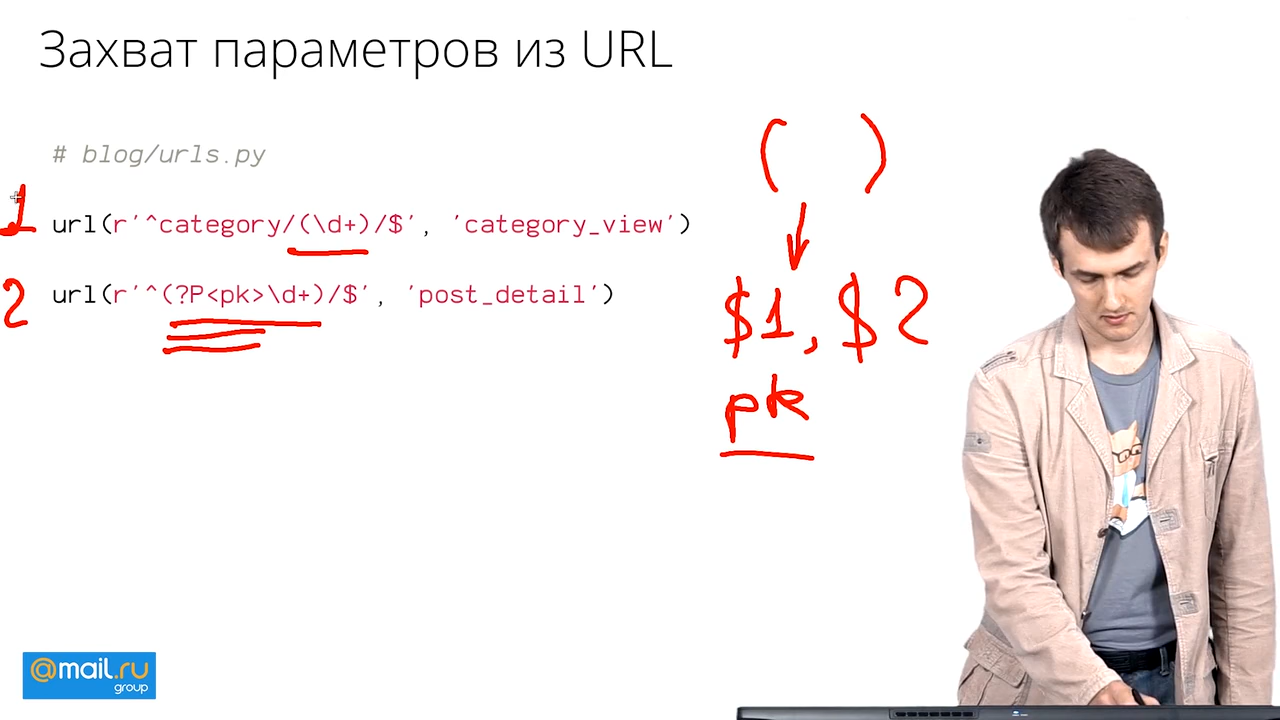 Захват параметров из URL
# blog/urls.py
1
url(r'^category/(\d+)/$', 'category_view')
2
url(r'^(?P<pk>\d+)/$', 'post_detail')
( )
$1, $2
pk
@mail.ru
group